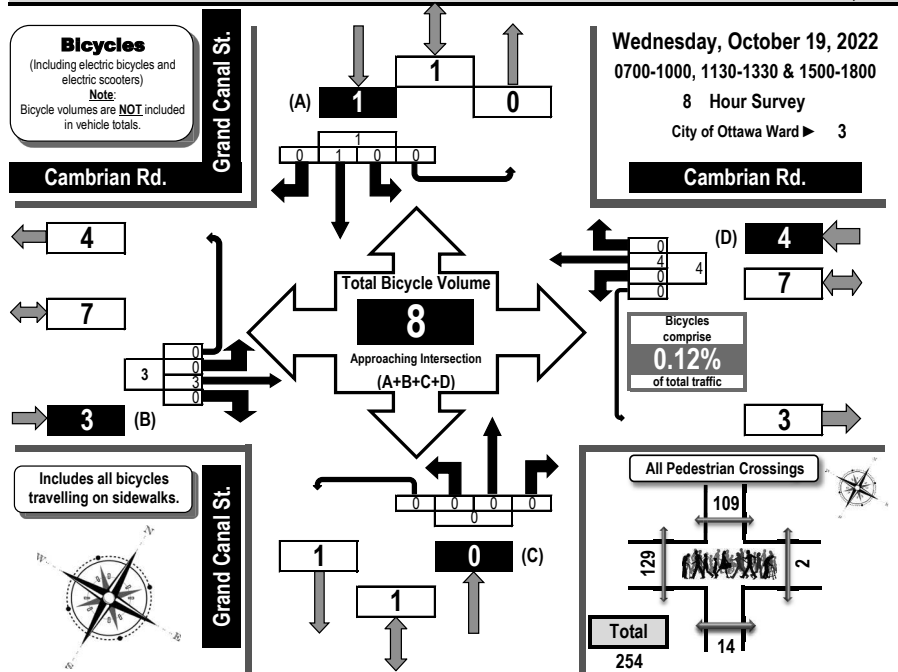 Bicycles
(Including electric bicycles and
electric scooters)
Note:
Bicycle volumes are NOT included
in vehicle totals.
Grand Canal St.
Cambrian Rd.
(A)
1
1
0
1
0
1
0
0
Wednesday, October 19, 2022
0700-1000, 1130-1330 & 1500-1800
8 Hour Survey
City of Ottawa Ward ► 3
Cambrian Rd.
4
7
3
0
0
3
0
3
(B)
Total Bicycle Volume
8
Approaching Intersection
(A+B+C+D)
0
4
0
0
4
(D)
4
7
Bicycles
comprise
0.12%
of total traffic
3
Includes all bicycles
travelling on sidewalks.
Grand Canal St.
N
W
E
S
0
0
0
0
0
1
0
(C)
1
All Pedestrian Crossings
109
129
2
14
Total
254